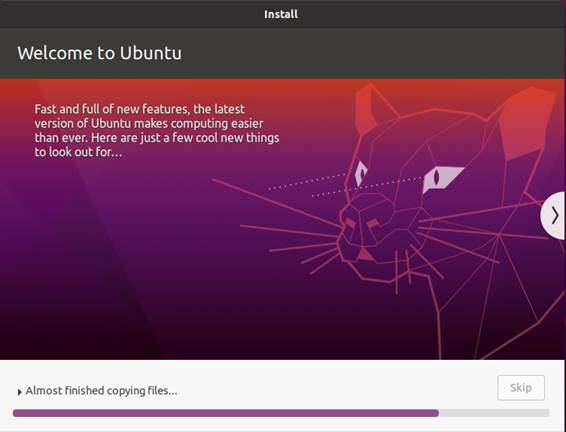 Install
Welcome to Ubuntu
Fast and full of new features, the latest
version of Ubuntu makes computing easier
than ever. Here are just a few cool new things
to look out for...
Almost finished copying files...
Skip